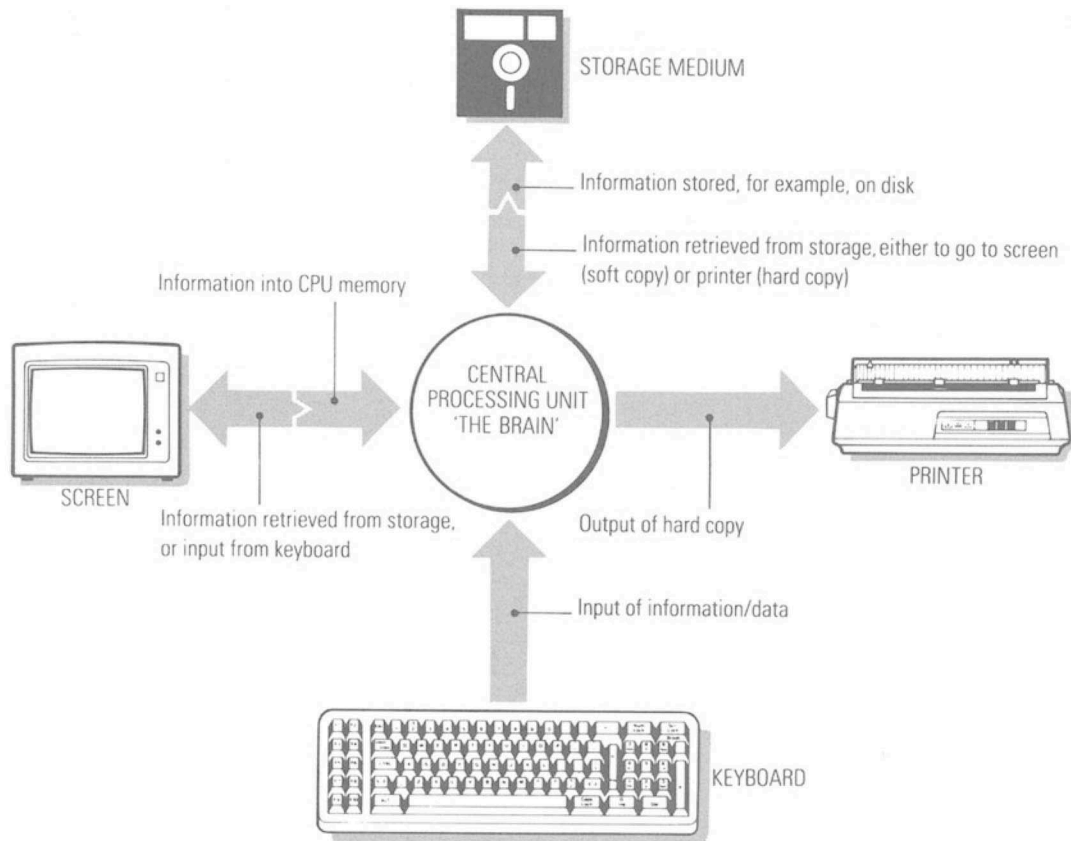 STORAGE MEDIUM
Information stored, for example, on disk
Information retrieved from storage, either to go to screen
(soft copy) or printer (hard copy)
Information into CPU memory
CENTRAL
PROCESSING UNIT
'THE BRAIN'
SCREEN
PRINTER
Information retrieved from storage,
or input from keyboard
Output of hard copy
Input of information/data
KEYBOARD